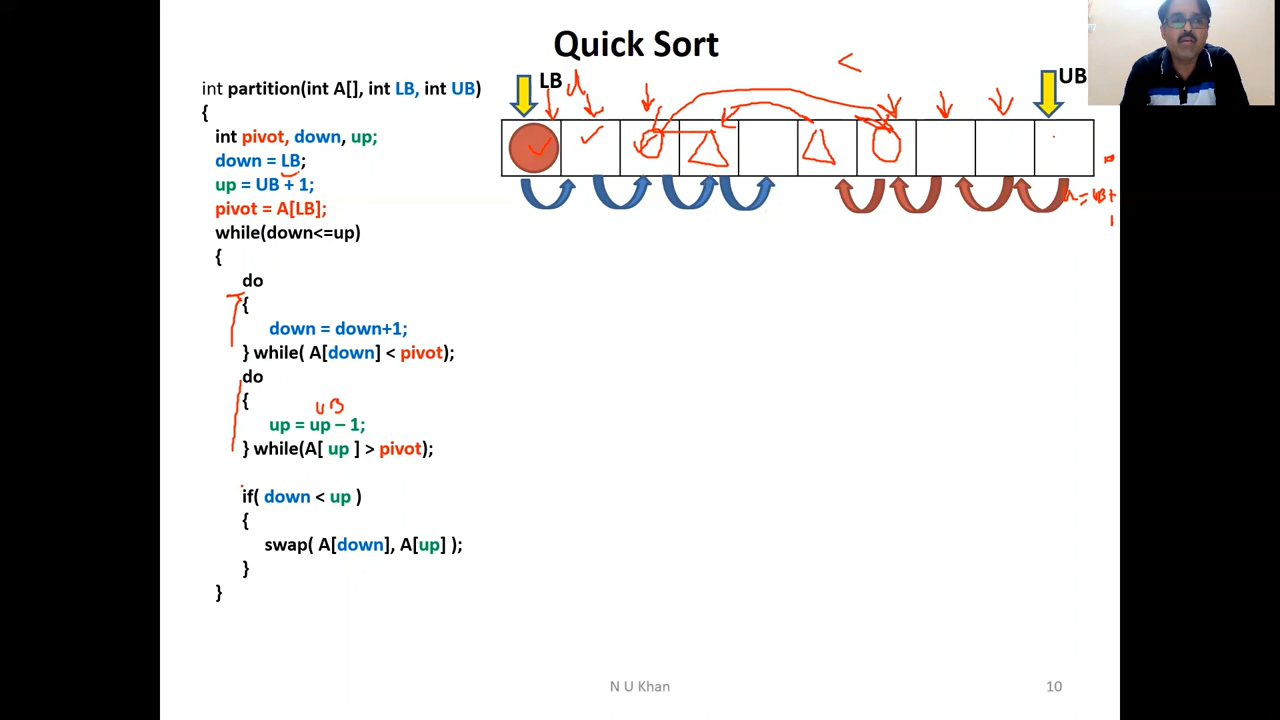 Quick Sort
int partition(int A[], int LB, int UB)
{
int pivot, down, up;
down = LB;
up = UB + 1;
pivot = A[LB];
while(down<=up)
{
do
{
down = down+1;
} while( A[down] < pivot);
do
{
UB
up = up – 1;
} while(A[ up ] > pivot);
if( down < up )
{
swap( A[down], A[up] );
}
}
LB
d
<
UB
N U Khan
10